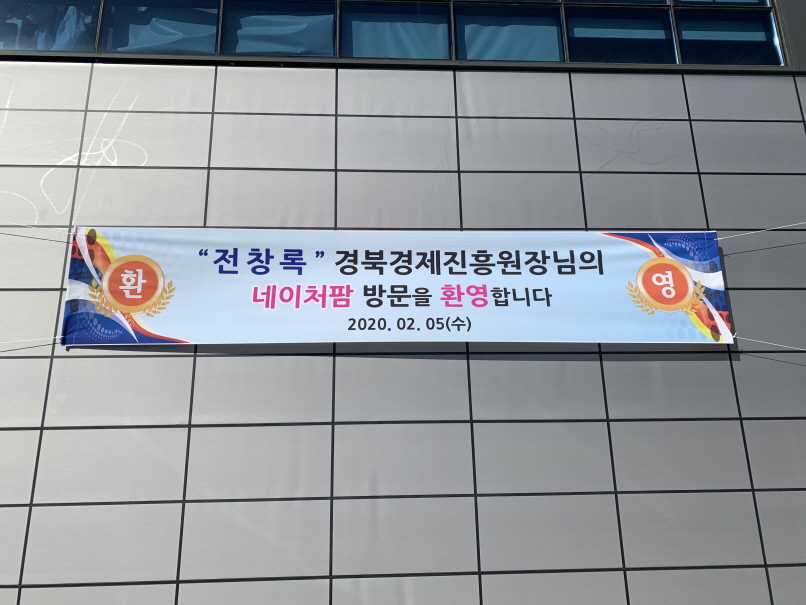 환
"전창록" 경북경제진흥원장님의
네이처팜 방문을 환영합니다
2020. 02. 05(수)
영